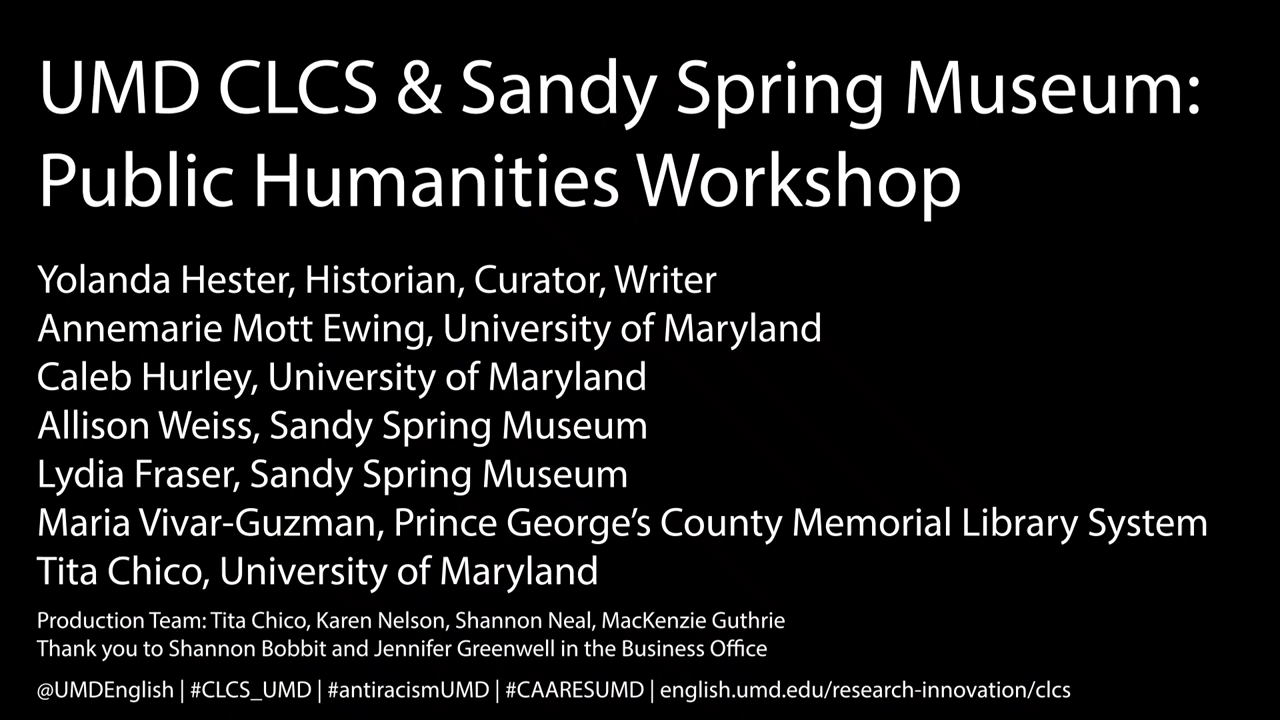 UMD CLCS & Sandy Spring Museum:
Public Humanities Workshop
Yolanda Hester, Historian, Curator, Writer
Annemarie Mott Ewing, University of Maryland
Caleb Hurley, University of Maryland
Allison Weiss, Sandy Spring Museum
Lydia Fraser, Sandy Spring Museum
Maria Vivar-Guzman, Prince George’s County Memorial Library System
Tita Chico, University of Maryland
Production Team: Tita Chico, Karen Nelson, Shannon Neal, MacKenzie Guthrie
Thank you to Shannon Bobbit and Jennifer Greenwell in the Business Office
@UMDEnglish | #CLCS_UMD | #antiracismUMD | #CAARESUMD | english.umd.edu/research-innovation/clcs